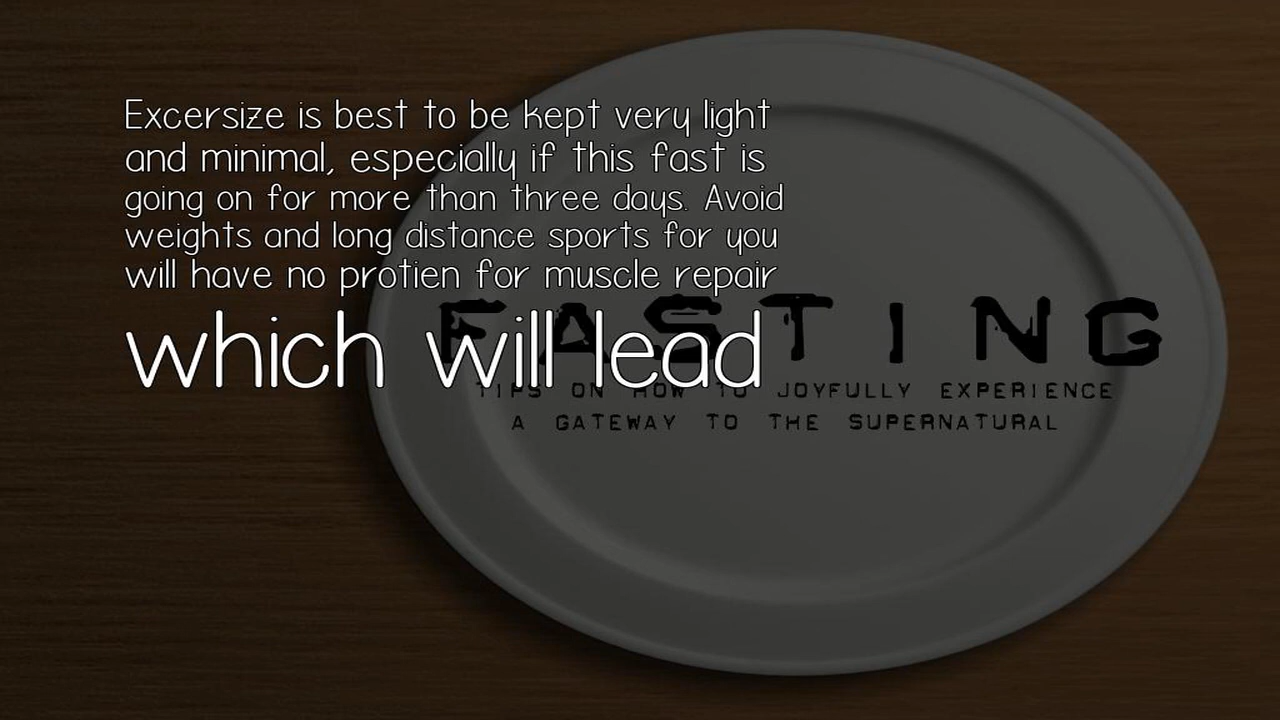 Excersize is best to be kept very light
and minimal, especially if this fast is
going on for more than three days. Avoid
weights and long distance sports for you
will have no protien for muscle repair
which will lead
FASTING
TIPS ON HOW TO JOYFULLY EXPERIENCE
A GATEWAY TO THE SUPERNATURAL